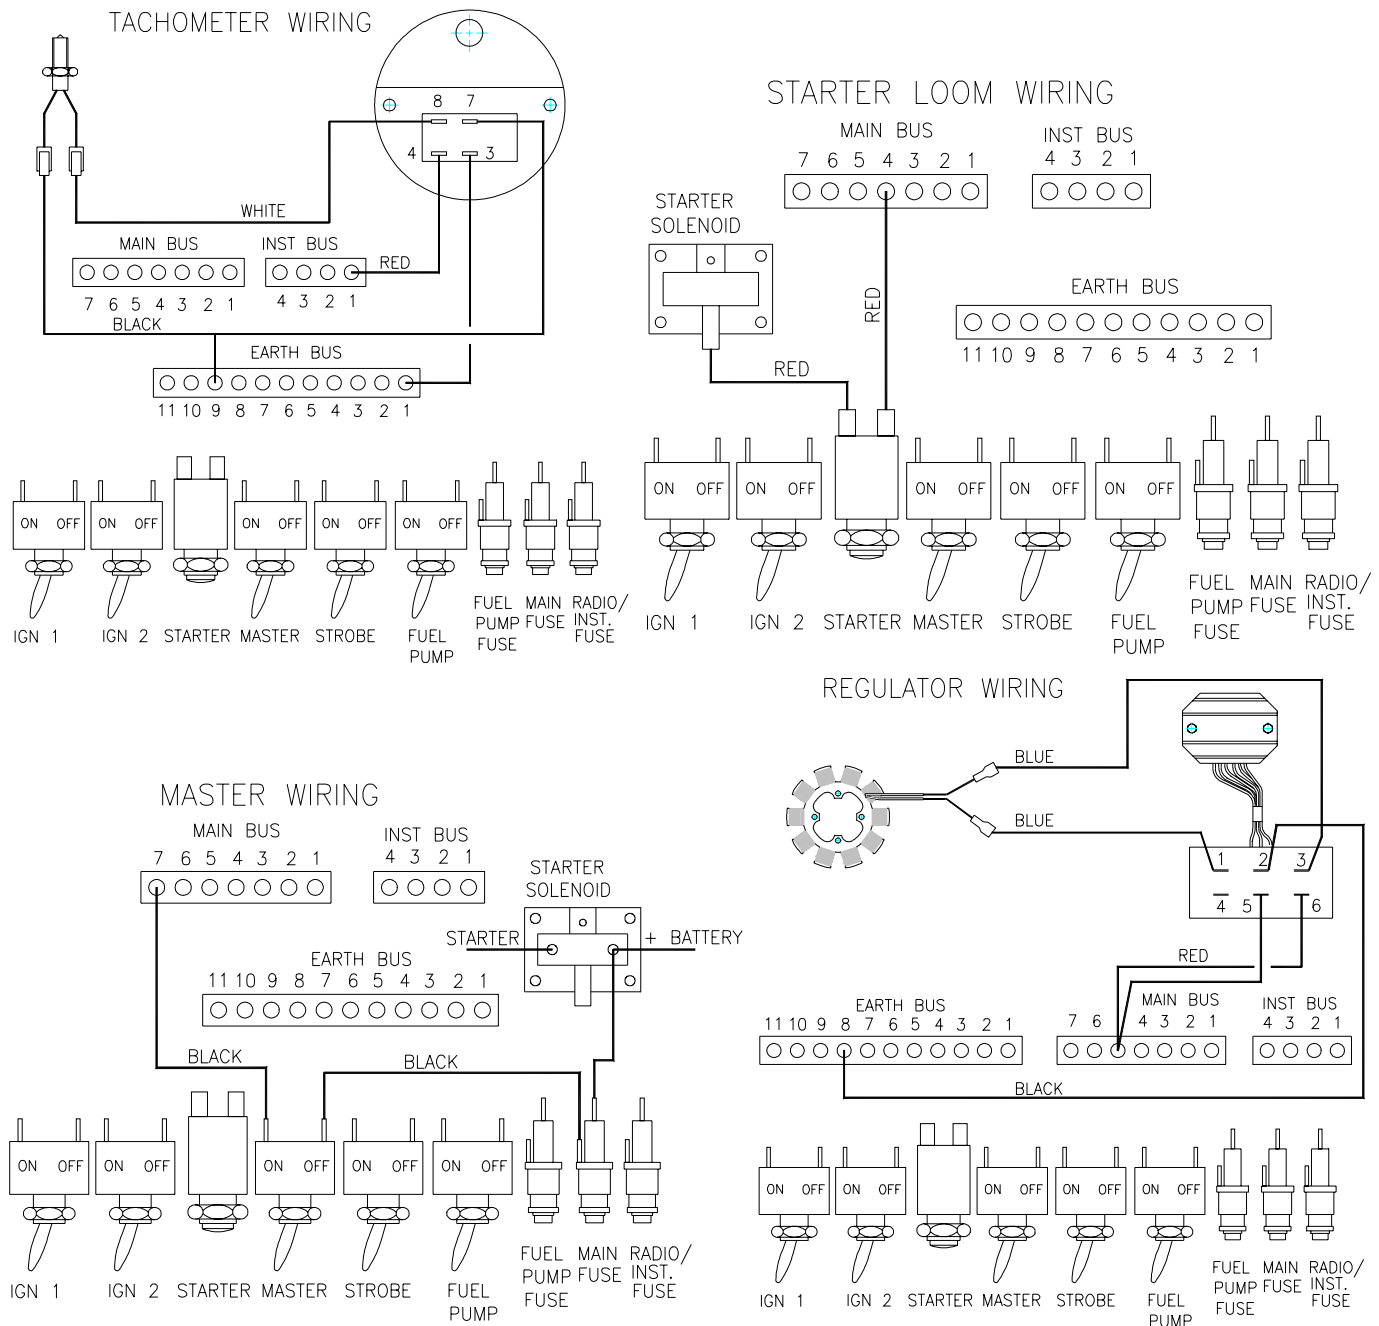 TACHOMETER WIRING
8 7
4 3
WHITE
MAIN BUS INST BUS
RED
7 6 5 4 3 2 1 4 3 2 1
BLACK
EARTH BUS
11 10 9 8 7 6 5 4 3 2 1
ON OFF ON OFF ON OFF ON OFF ON OFF
IGN 1 IGN 2 STARTER MASTER STROBE
FUEL
PUMP
FUEL
PUMP
FUSE
MAIN
FUSE
RADIO/
INST.
FUSE
STARTER LOOM WIRING
MAIN BUS INST BUS
7 6 5 4 3 2 1 4 3 2 1
STARTER
SOLENOID
RED
RED
EARTH BUS
11 10 9 8 7 6 5 4 3 2 1
ON OFF ON OFF ON OFF ON OFF ON OFF
IGN 1 IGN 2 STARTER MASTER STROBE
FUEL
PUMP
FUEL
PUMP
FUSE
MAIN
FUSE
RADIO/
INST.
FUSE
MASTER WIRING
MAIN BUS INST BUS
7 6 5 4 3 2 1 4 3 2 1
STARTER
SOLENOID
STARTER + BATTERY
EARTH BUS
11 10 9 8 7 6 5 4 3 2 1
BLACK BLACK
ON OFF ON OFF ON OFF ON OFF ON OFF
IGN 1 IGN 2 STARTER MASTER STROBE
FUEL
PUMP
FUEL
PUMP
FUSE
MAIN
FUSE
RADIO/
INST.
FUSE
REGULATOR WIRING
BLUE
BLUE
1 2 3
4 5 6
RED
EARTH BUS MAIN BUS INST BUS
11 10 9 8 7 6 5 4 3 2 1 7 6 4 3 2 1 4 3 2 1
BLACK
ON OFF ON OFF ON OFF ON OFF ON OFF
IGN 1 IGN 2 STARTER MASTER STROBE
FUEL
PUMP
FUEL
PUMP
FUSE
MAIN
FUSE
RADIO/
INST.
FUSE